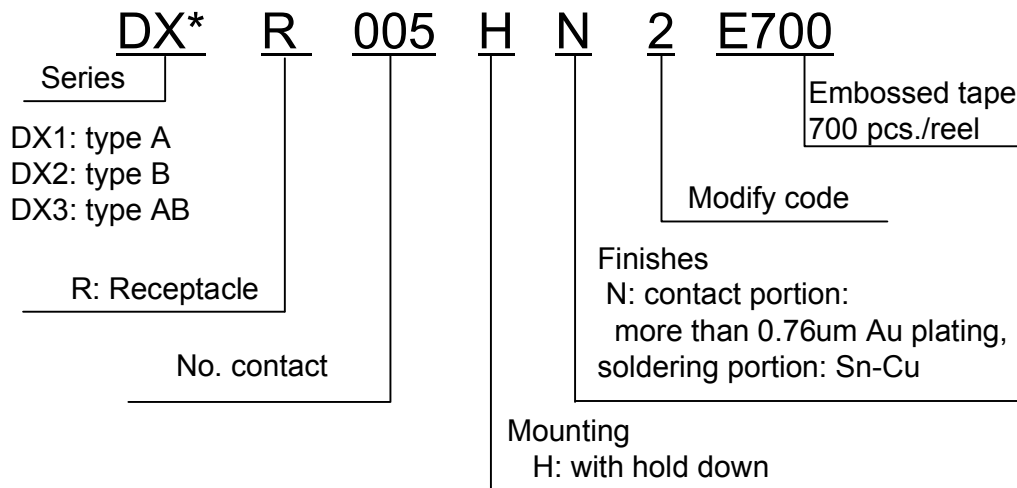 DX* R 005 H N 2 E700
Series
DX1: type A
DX2: type B
DX3: type AB
R: Receptacle
No. contact
Embossed tape
700 pcs./reel
Modify code
Finishes
N: contact portion:
more than 0.76um Au plating,
soldering portion: Sn-Cu
Mounting
H: with hold down